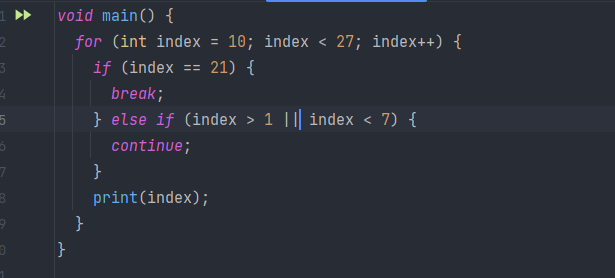 1 void main() {
2 for (int index = 10; index < 27; index++) {
3 if (index == 21) {
4 break;
5 } else if (index > 1 || index < 7) {
6 continue;
7 }
8 print(index);
9 }
0 }
1